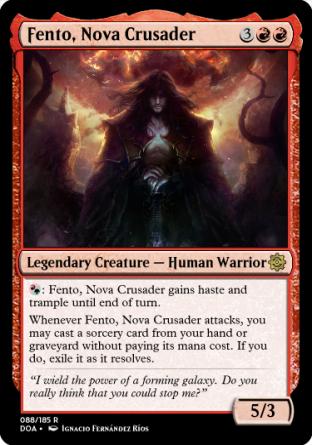 Fento, Nova Crusader 3
Legendary Creature — Human Warrior
: Fento, Nova Crusader gains haste and
trample until end of turn.
Whenever Fento, Nova Crusader attacks, you
may cast a sorcery card from your hand or
graveyard without paying its mana cost. If you
do, exile it as it resolves.
“I wield the power of a forming galaxy. Do you
really think that you could stop me?”
5/3
088/185 R
DOA • Ignacio Fernández Ríos